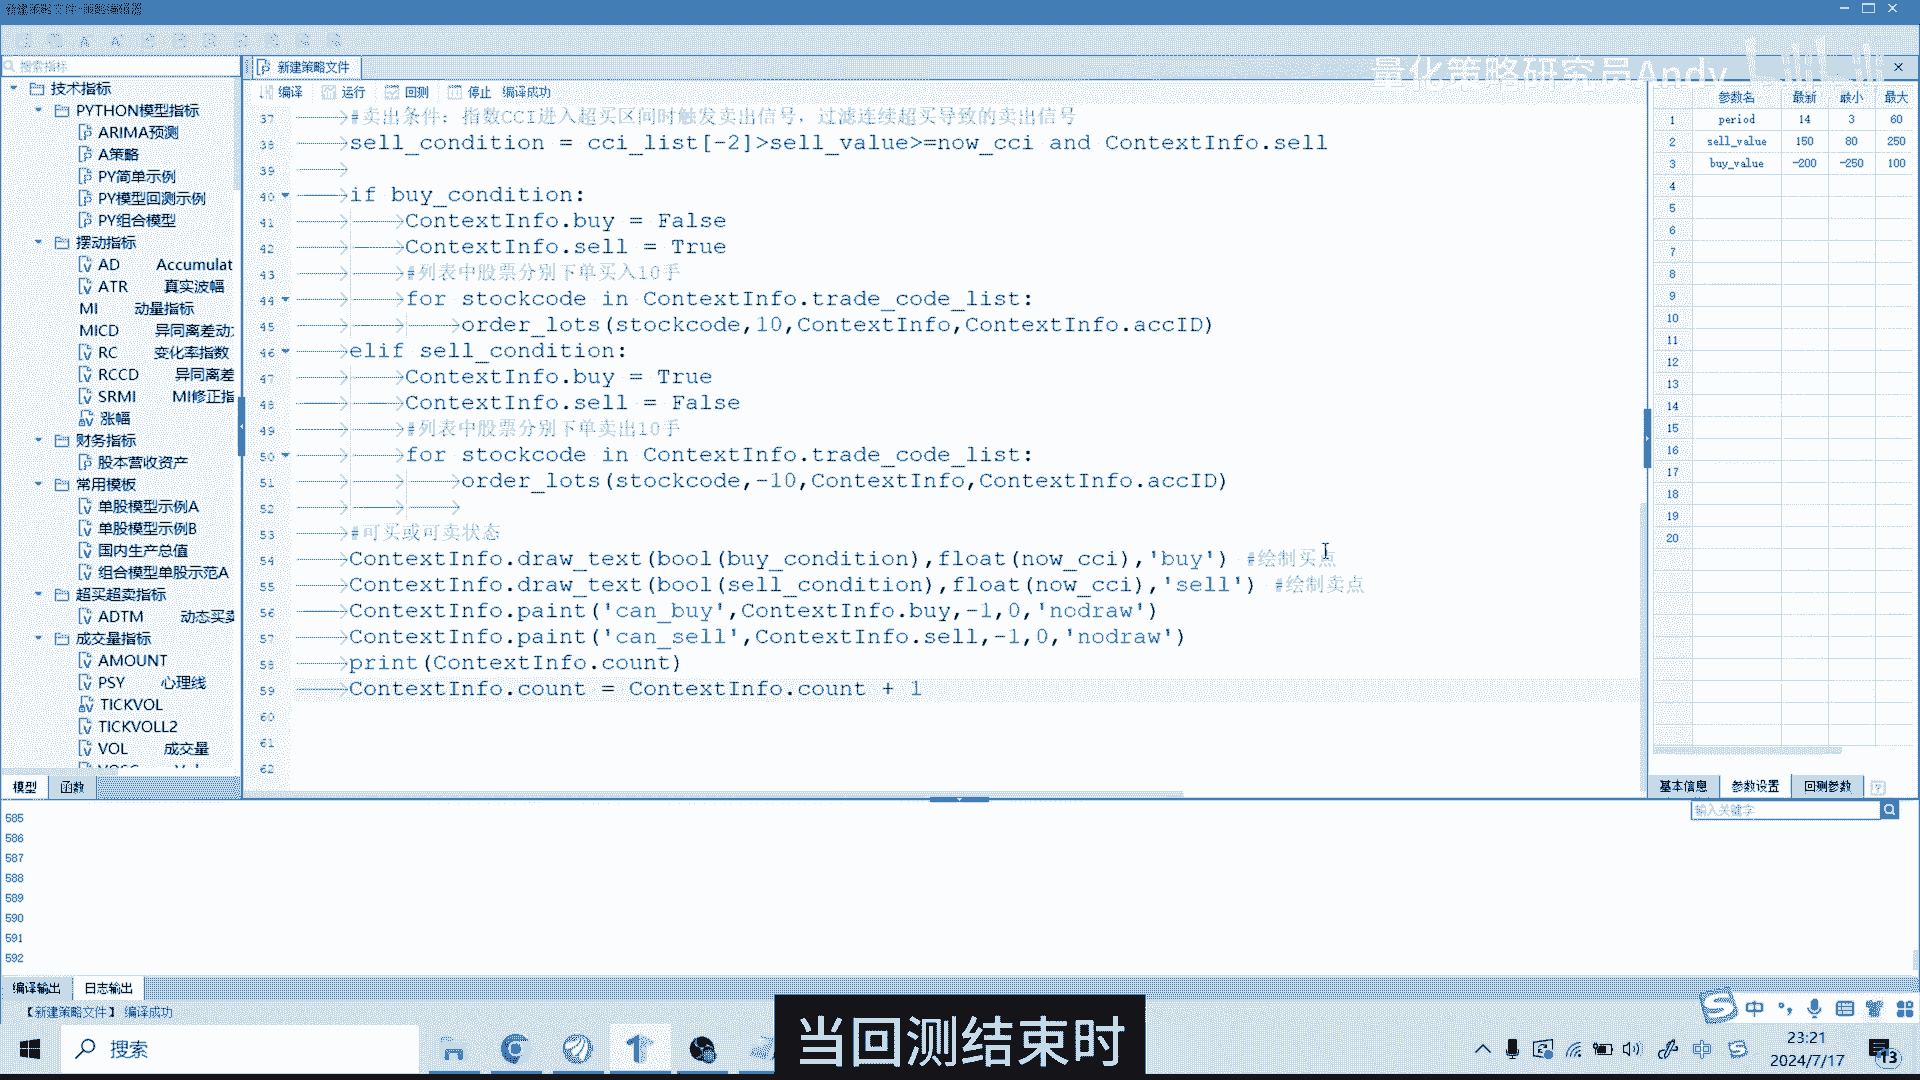 新建策略文件-策略编辑器
搜索指标
技术指标
PYTHON模型指标
ARIMA预测
A策略
PY简单示例
PY模型回测示例
PY组合模型
摆动指标
AD Accumulat
ATR 真实波幅
MI 动量指标
MICD 异同离差动
RC 变化率指数
RCCD 异同离差
SRMI MI修正指
涨幅
财务指标
股本营收资产
常用模板
单股模型示例A
单股模型示例B
国内生产总值
组合模型单股示范A
超买超卖指标
ADTM 动态买卖
成交量指标
AMOUNT
PSY 心理线
TICKVOL
TICKVOLL2
VOL 成交量
模型 函数
新建策略文件
编译 运行 回测 停止 编译成功
37 #卖出条件：指数CCI进入超买区间时触发卖出信号，过滤连续超买导致的卖出信号
38 sell_condition = cci_list[-2]>sell_value>=now_cci and ContextInfo.sell
39
40 if buy_condition:
41 ContextInfo.buy = False
42 ContextInfo.sell = True
43 #列表中股票分别下单买入10手
44 for stockcode in ContextInfo.trade_code_list:
45 order_lots(stockcode,10,ContextInfo,ContextInfo.accID)
46 elif sell_condition:
47 ContextInfo.buy = True
48 ContextInfo.sell = False
49 #列表中股票分别下单卖出10手
50 for stockcode in ContextInfo.trade_code_list:
51 order_lots(stockcode,-10,ContextInfo,ContextInfo.accID)
52
53 #可买或可卖状态
54 ContextInfo.draw_text(bool(buy_condition),float(now_cci),'buy') #绘制买点
55 ContextInfo.draw_text(bool(sell_condition),float(now_cci),'sell') #绘制卖点
56 ContextInfo.paint('can_buy',ContextInfo.buy,-1,0,'nodraw')
57 ContextInfo.paint('can_sell',ContextInfo.sell,-1,0,'nodraw')
58 print(ContextInfo.count)
59 ContextInfo.count = ContextInfo.count + 1
60
61
62
量化策略研究员Andy bilibili
参数名 最新 最小 最大
1 period 14 3 60
2 sell_value 150 80 250
3 buy_value -200 -250 100
4
5
6
7
8
9
10
11
12
13
14
15
16
17
18
19
20
基本信息 参数设置 回测参数 ?
输入关键字
585
586
587
588
589
590
591
592
编译输出 日志输出
【新建策略文件】 编译成功
当回测结束时
搜索
中
中
23:21
2024/7/17
13